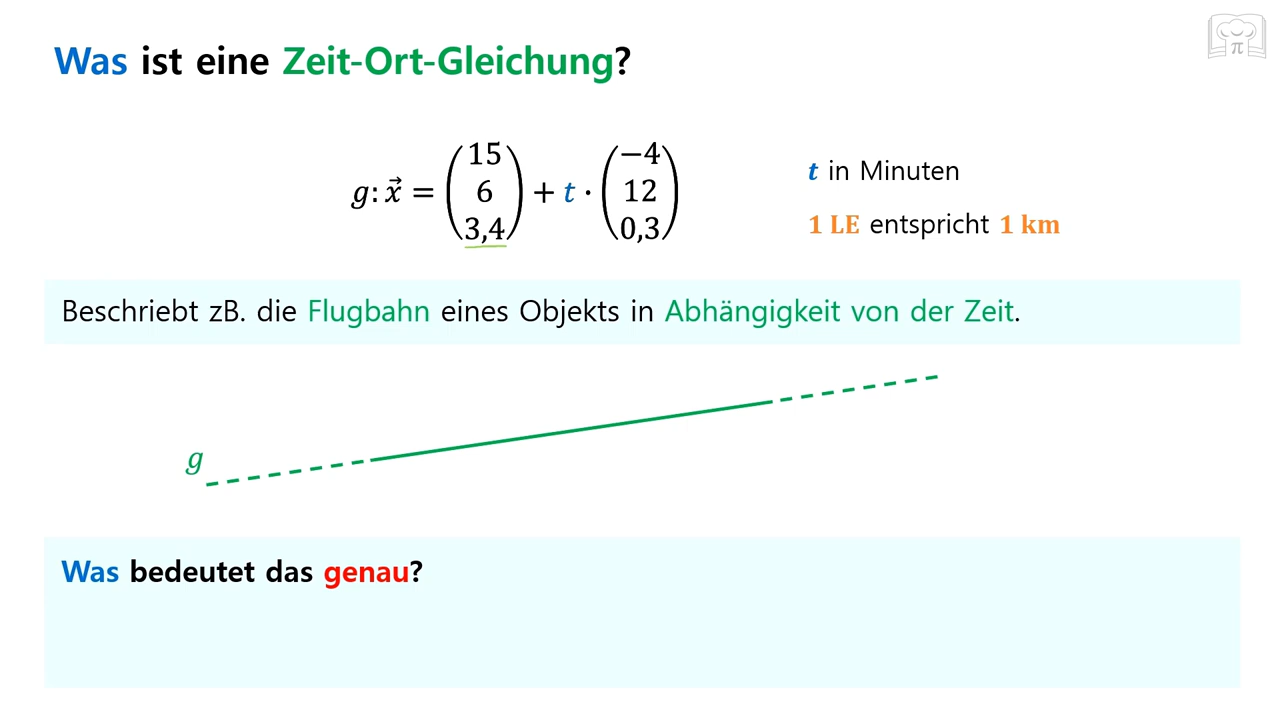 Was ist eine Zeit-Ort-Gleichung?
g: x⃗ = (15 6 3,4) + t · (−4 12 0,3)
t in Minuten
1 LE entspricht 1 km
Beschriebt zB. die Flugbahn eines Objekts in Abhängigkeit von der Zeit.
g
Was bedeutet das genau?
π